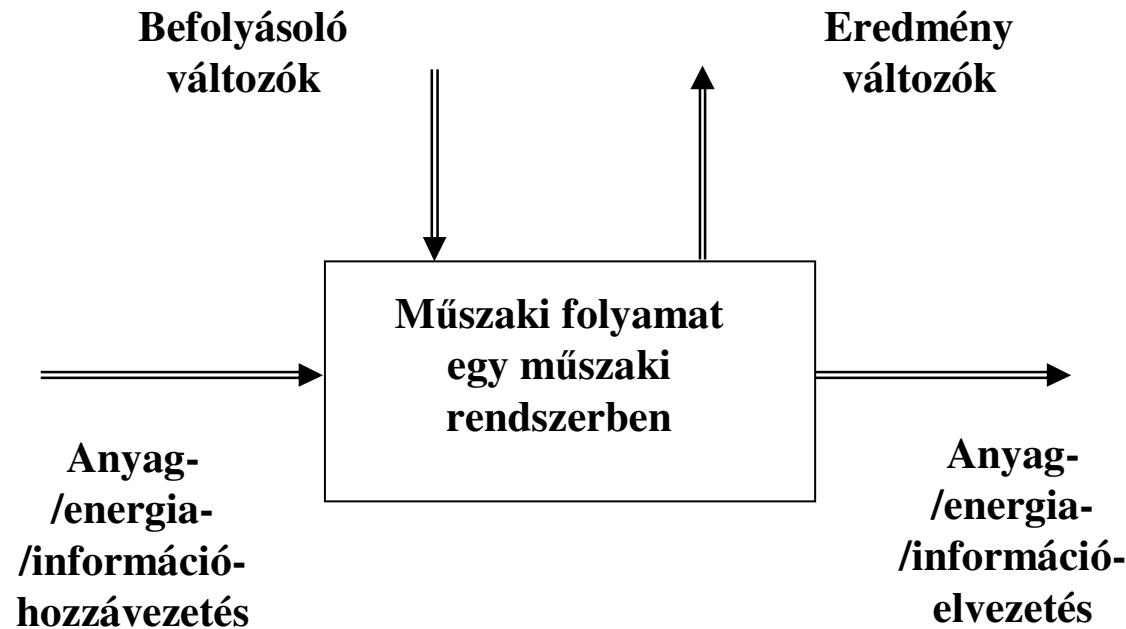 Befolyásoló
változók
Eredmény
változók
Műszaki folyamat
egy műszaki
rendszerben
Anyag-
/energia-
/információ-
hozzávezetés
Anyag-
/energia-
/információ-
elvezetés